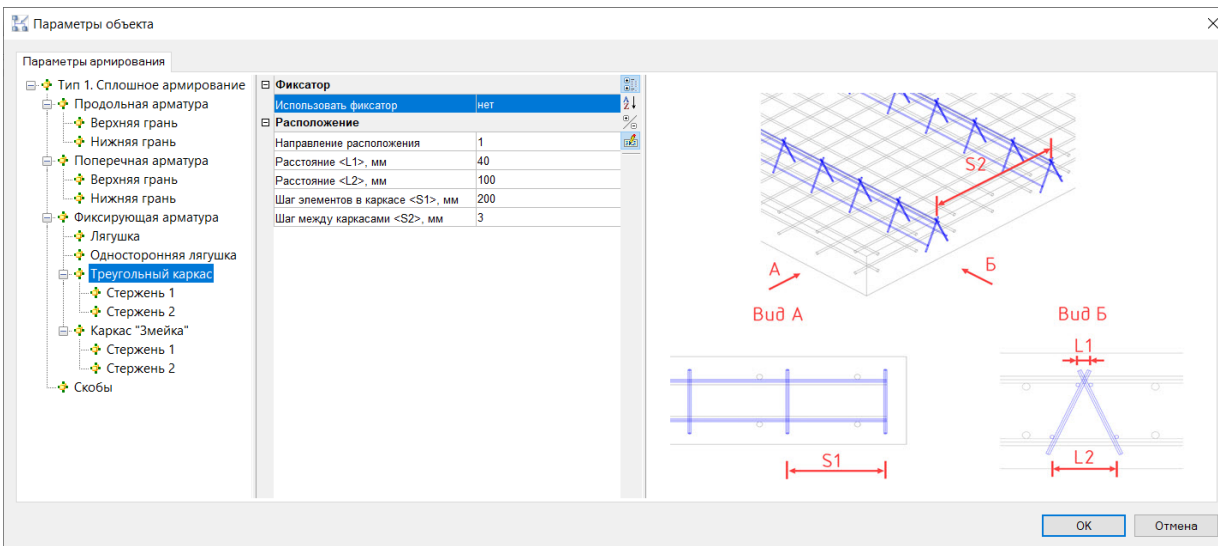 Параметры объекта
Параметры армирования
Тип 1. Сплошное армирование
Продольная арматура
Верхняя грань
Нижняя грань
Поперечная арматура
Верхняя грань
Нижняя грань
Фиксирующая арматура
Лягушка
Односторонняя лягушка
Треугольный каркас
Стержень 1
Стержень 2
Каркас "Змейка"
Стержень 1
Стержень 2
Скобы
Фиксатор
Использовать фиксатор нет
Расположение
Направление расположения 1
Расстояние <L1>, мм 40
Расстояние <L2>, мм 100
Шаг элементов в каркасе <S1>, мм 200
Шаг между каркасами <S2>, мм 3
S2
А Б
Вид А Вид Б
L1
S1 L2
OK Отмена